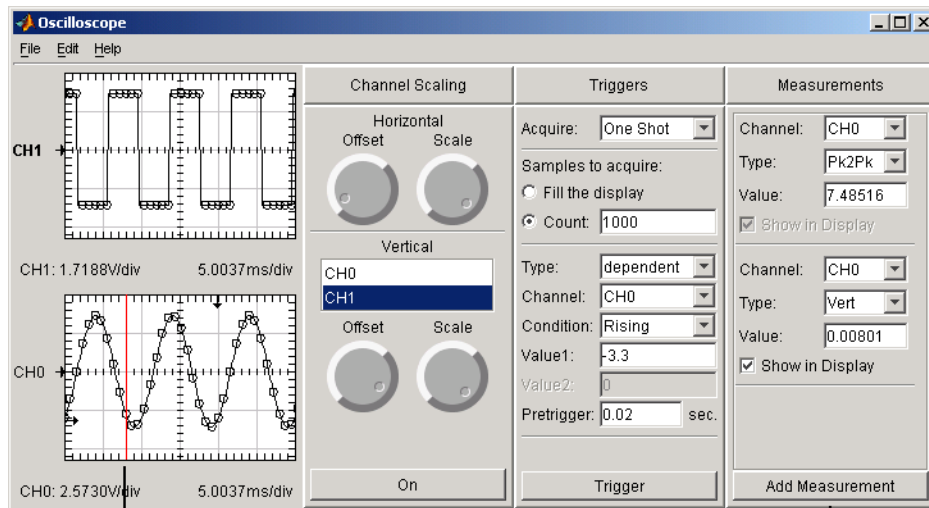 Oscilloscope
File Edit Help
CH1
CH1: 1.7188V/div 5.0037ms/div
CH0
CH0: 2.5730V/div 5.0037ms/div
Channel Scaling
Horizontal
Offset Scale
Vertical
CH0
CH1
Offset Scale
On
Triggers
Acquire: One Shot
Samples to acquire:
Fill the display
Count: 1000
Type: dependent
Channel: CH0
Condition: Rising
Value1: -3.3
Value2: 0
Pretrigger: 0.02 sec.
Trigger
Measurements
Channel: CH0
Type: Pk2Pk
Value: 7.48516
Show in Display
Channel: CH0
Type: Vert
Value: 0.00801
Show in Display
Add Measurement